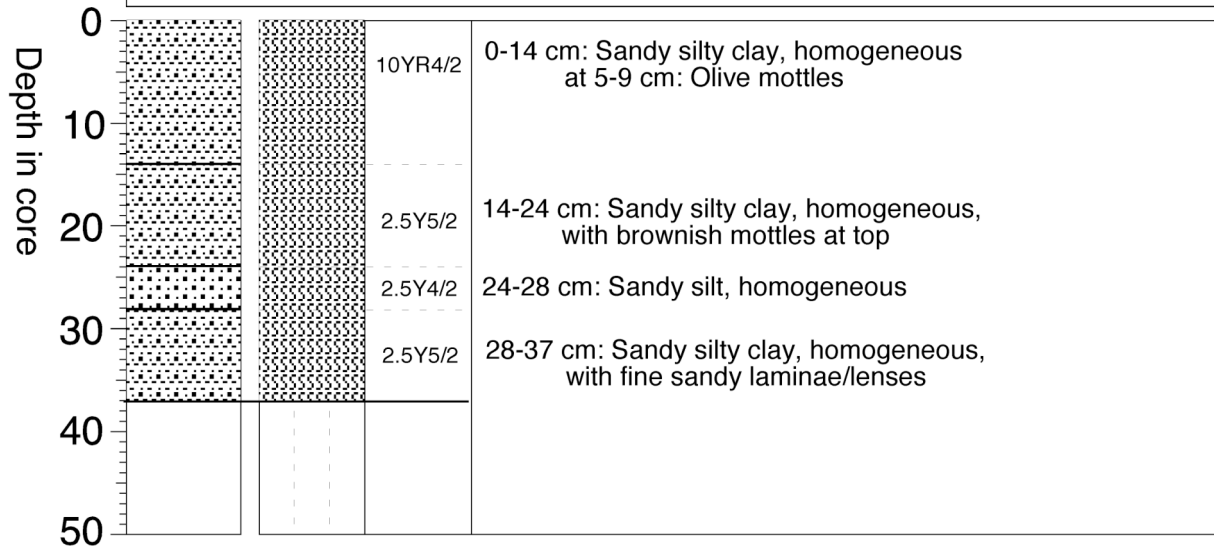 Depth in core
0
10
20
30
40
50
10YR4/2
0-14 cm: Sandy silty clay, homogeneous
at 5-9 cm: Olive mottles
2.5Y5/2
14-24 cm: Sandy silty clay, homogeneous,
with brownish mottles at top
2.5Y4/2
24-28 cm: Sandy silt, homogeneous
2.5Y5/2
28-37 cm: Sandy silty clay, homogeneous,
with fine sandy laminae/lenses